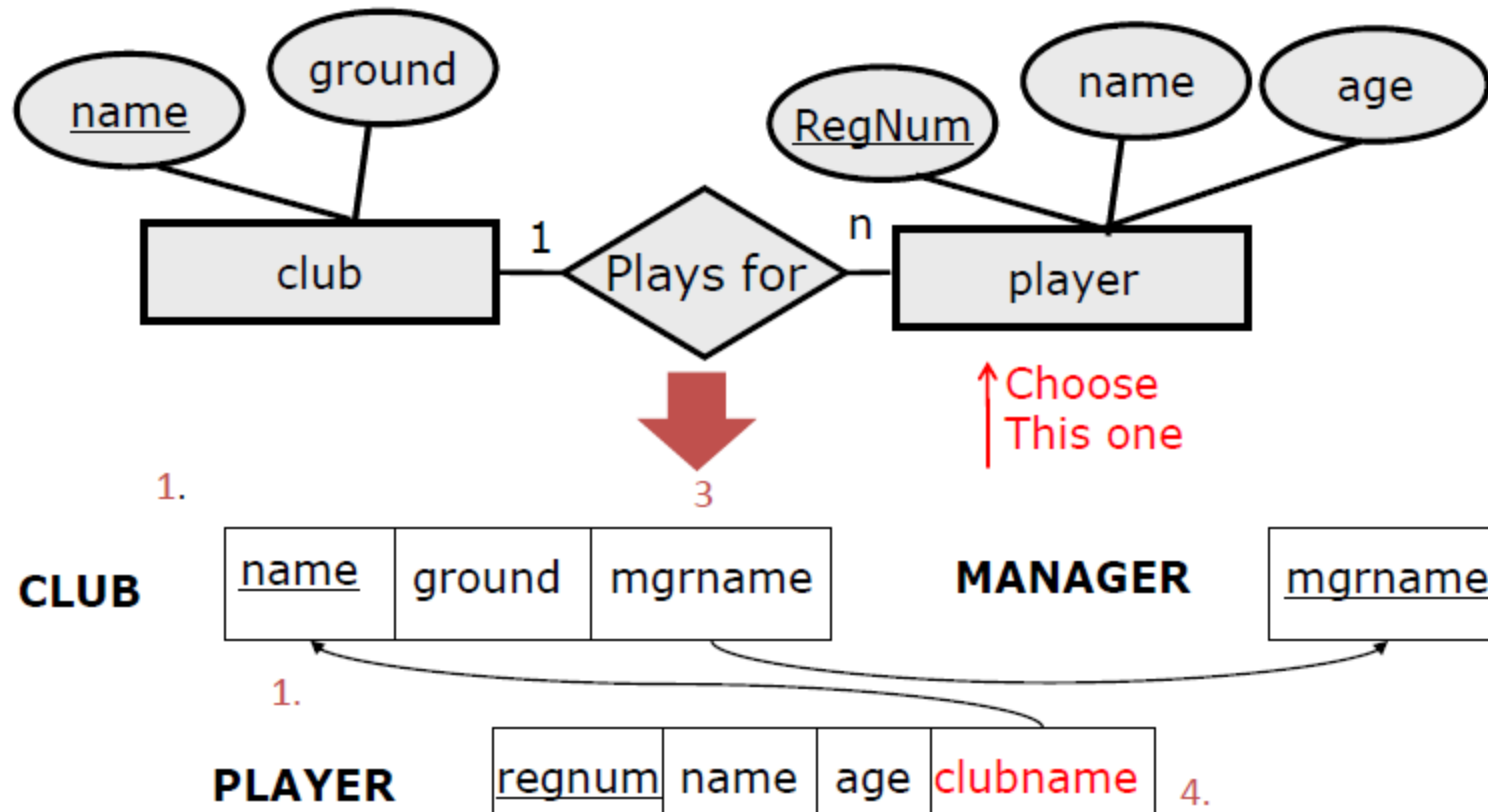 name
ground
RegNum
name
age
club
1
Plays for
n
player
Choose
This one
1.
3
CLUB
name
ground
mgrname
MANAGER
mgrname
1.
PLAYER
regnum
name
age
clubname
4.